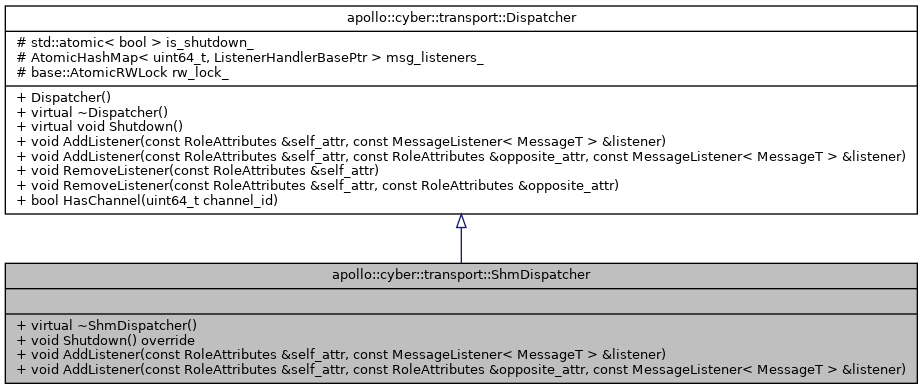 apollo::cyber::transport::Dispatcher
# std::atomic< bool > is_shutdown_
# AtomicHashMap< uint64_t, ListenerHandlerBasePtr > msg_listeners_
# base::AtomicRWLock rw_lock_
+ Dispatcher()
+ virtual ~Dispatcher()
+ virtual void Shutdown()
+ void AddListener(const RoleAttributes &self_attr, const MessageListener< MessageT > &listener)
+ void AddListener(const RoleAttributes &self_attr, const RoleAttributes &opposite_attr, const MessageListener< MessageT > &listener)
+ void RemoveListener(const RoleAttributes &self_attr)
+ void RemoveListener(const RoleAttributes &self_attr, const RoleAttributes &opposite_attr)
+ bool HasChannel(uint64_t channel_id)
apollo::cyber::transport::ShmDispatcher
+ virtual ~ShmDispatcher()
+ void Shutdown() override
+ void AddListener(const RoleAttributes &self_attr, const MessageListener< MessageT > &listener)
+ void AddListener(const RoleAttributes &self_attr, const RoleAttributes &opposite_attr, const MessageListener< MessageT > &listener)